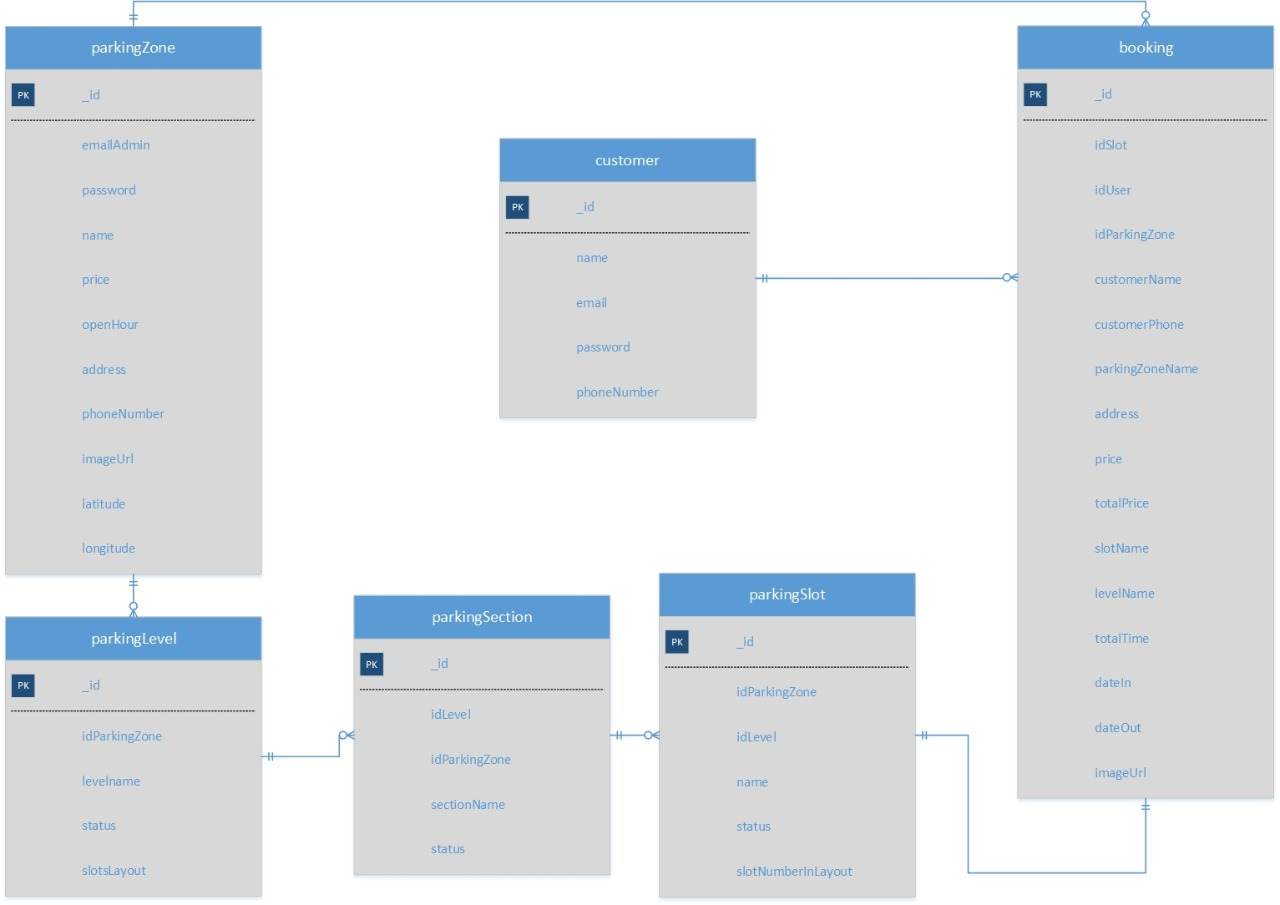 parkingZone
PK _id
emailAdmin
password
name
price
openHour
address
phoneNumber
imageUrl
latitude
longitude
booking
PK _id
idSlot
idUser
idParkingZone
customerName
customerPhone
parkingZoneName
address
price
totalPrice
slotName
levelName
totalTime
dateIn
dateOut
imageUrl
customer
PK _id
name
email
password
phoneNumber
parkingLevel
PK _id
idParkingZone
levelname
status
slotsLayout
parkingSection
PK _id
idLevel
idParkingZone
sectionName
status
parkingSlot
PK _id
idParkingZone
idLevel
name
status
slotNumberInLayout